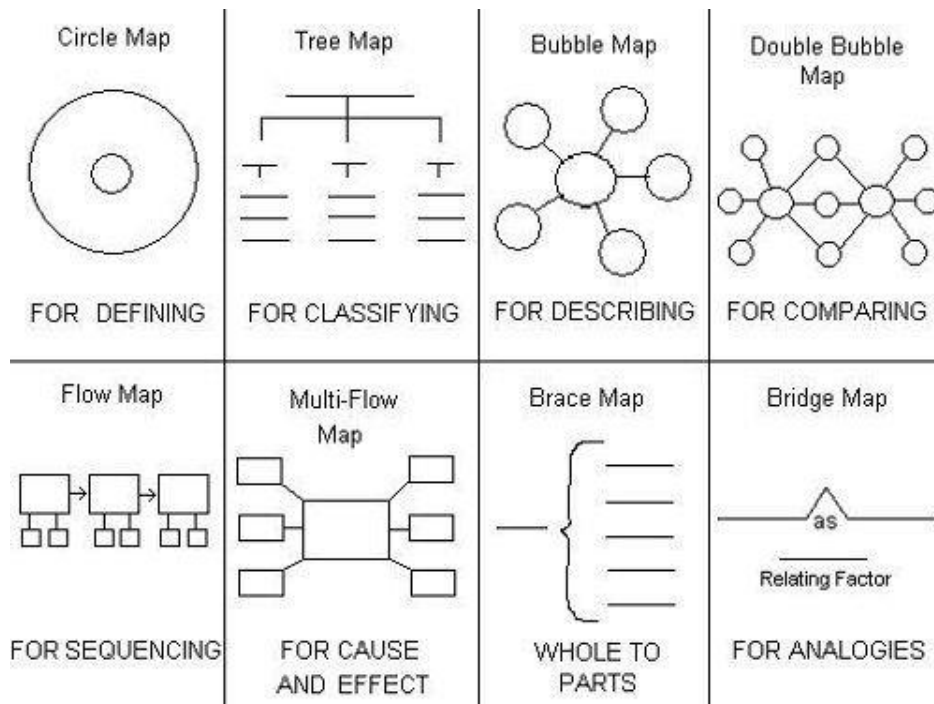 Circle Map
FOR DEFINING
Tree Map
FOR CLASSIFYING
Bubble Map
FOR DESCRIBING
Double Bubble
Map
FOR COMPARING
Flow Map
FOR SEQUENCING
Multi-Flow
Map
FOR CAUSE
AND EFFECT
Brace Map
WHOLE TO
PARTS
Bridge Map
as
Relating Factor
FOR ANALOGIES